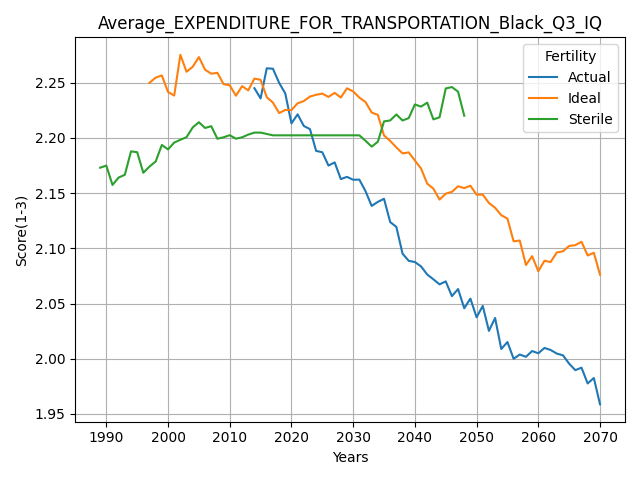 Average_EXPENDITURE_FOR_TRANSPORTATION_Black_Q3_IQ
Fertility
Actual
Ideal
Sterile
Score(1-3)
2.25
2.20
2.15
2.10
2.05
2.00
1.95
1990 2000 2010 2020 2030 2040 2050 2060 2070
Years